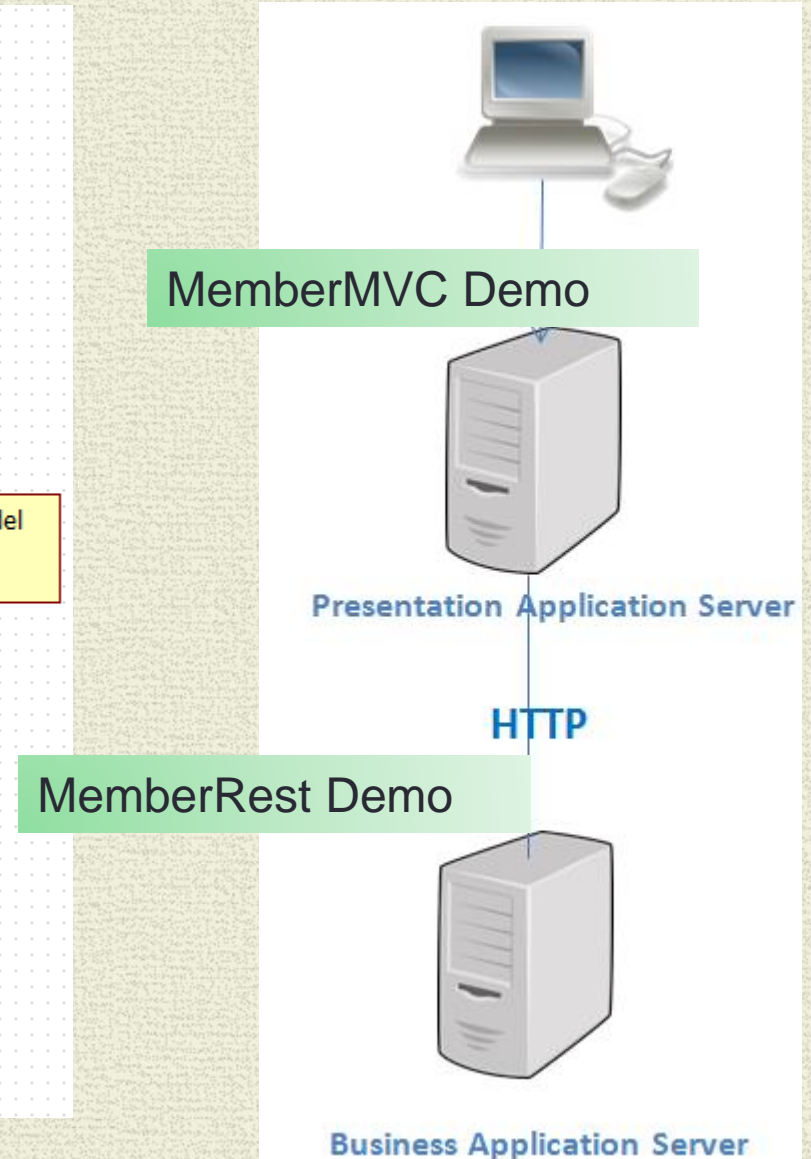 MemberMVC Demo
Presentation Application Server
HTTP
MemberRest Demo
Business Application Server